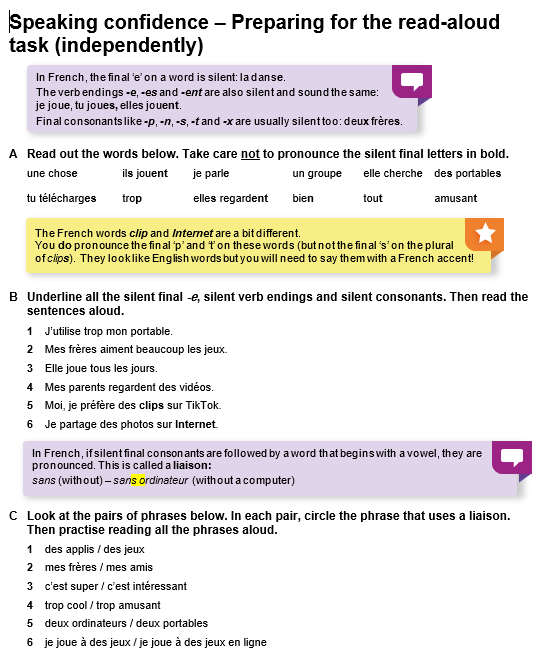 Speaking confidence – Preparing for the read-aloud
task (independently)
In French, the final ‘e’ on a word is silent: la danse.
The verb endings -e, -es and -ent are also silent and sound the same:
je joue, tu joues, elles jouent.
Final consonants like -p, -n, -s, -t and -x are usually silent too: deux frères.
A Read out the words below. Take care not to pronounce the silent final letters in bold.
une chose ils jouent je parle un groupe elle cherche des portables
tu télécharges trop elles regardent bien tout amusant
The French words clip and Internet are a bit different.
You do pronounce the final ‘p’ and ‘t’ on these words (but not the final ‘s’ on the plural
of clips). They look like English words but you will need to say them with a French accent!
B Underline all the silent final -e, silent verb endings and silent consonants. Then read the
sentences aloud.
1 J’utilise trop mon portable.
2 Mes frères aiment beaucoup les jeux.
3 Elle joue tous les jours.
4 Mes parents regardent des vidéos.
5 Moi, je préfère des clips sur TikTok.
6 Je partage des photos sur Internet.
In French, if silent final consonants are followed by a word that begins with a vowel, they are
pronounced. This is called a liaison:
sans (without) – sans ordinateur (without a computer)
C Look at the pairs of phrases below. In each pair, circle the phrase that uses a liaison.
Then practise reading all the phrases aloud.
1 des applis / des jeux
2 mes frères / mes amis
3 c’est super / c’est intéressant
4 trop cool / trop amusant
5 deux ordinateurs / deux portables
6 je joue à des jeux / je joue à des jeux en ligne